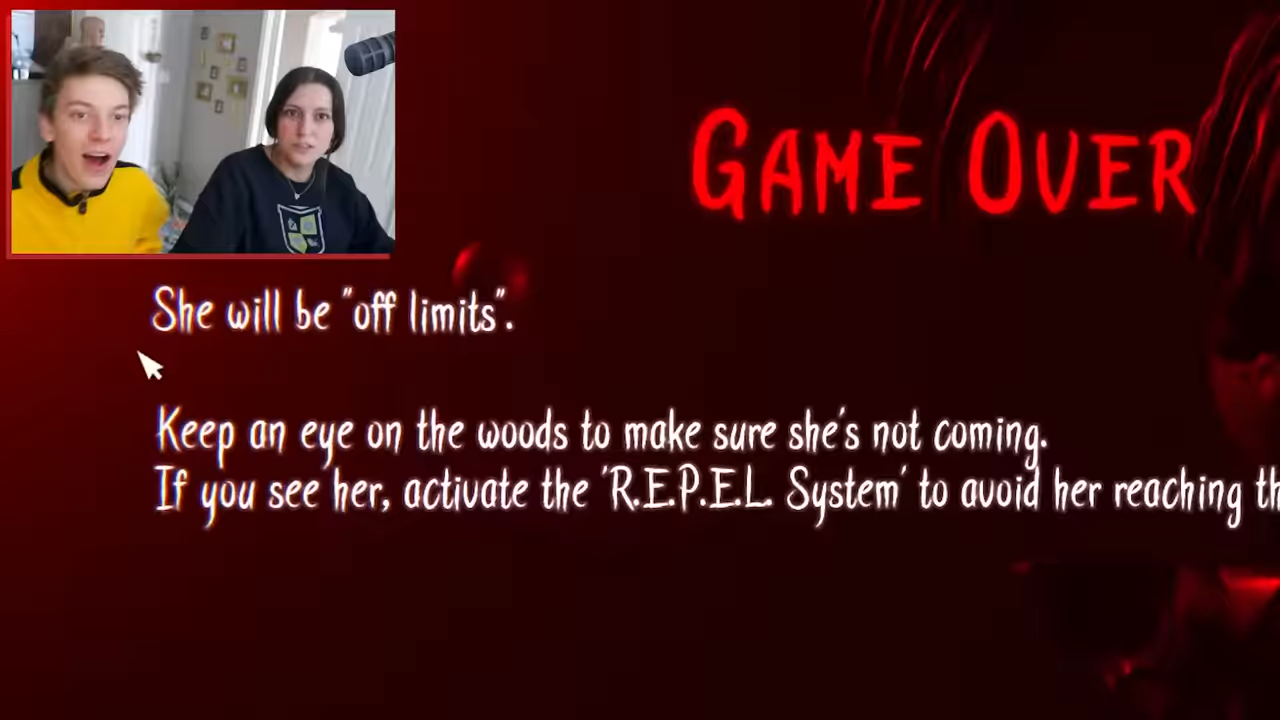 GAME OVER
She will be "off limits".
Keep an eye on the woods to make sure she's not coming.
If you see her, activate the 'R.E.P.E.L. System' to avoid her reaching th